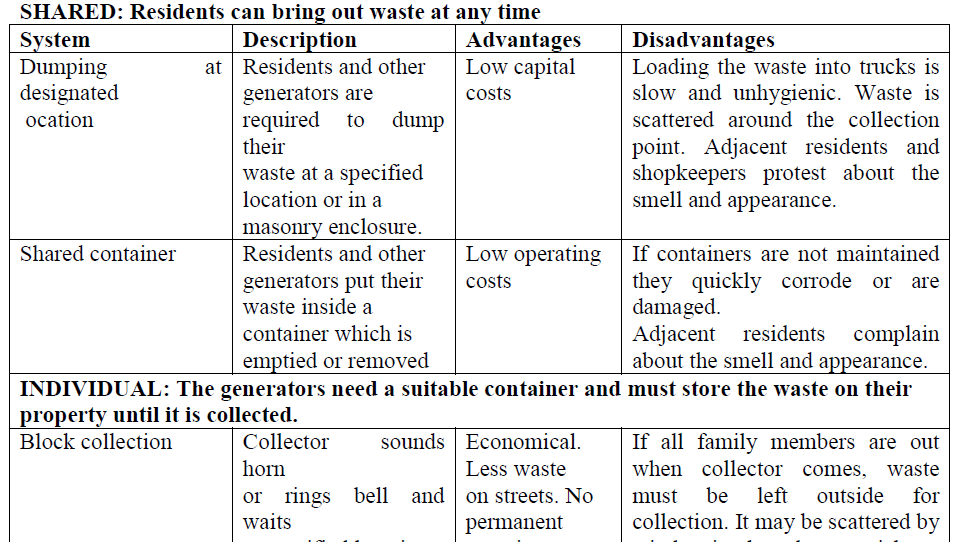 SHARED: Residents can bring out waste at any time
System
Description
Advantages
Disadvantages
Dumping at
designated
ocation
Residents and other
generators are
required to dump
their
waste at a specified
location or in a
masonry enclosure.
Low capital
costs
Loading the waste into trucks is
slow and unhygienic. Waste is
scattered around the collection
point. Adjacent residents and
shopkeepers protest about the
smell and appearance.
Shared container
Residents and other
generators put their
waste inside a
container which is
emptied or removed
Low operating
costs
If containers are not maintained
they quickly corrode or are
damaged.
Adjacent residents complain
about the smell and appearance.
INDIVIDUAL: The generators need a suitable container and must store the waste on their
property until it is collected.
Block collection
Collector sounds
horn
or rings bell and
waits
Economical.
Less waste
on streets. No
permanent
If all family members are out
when collector comes, waste
must be left outside for
collection. It may be scattered by